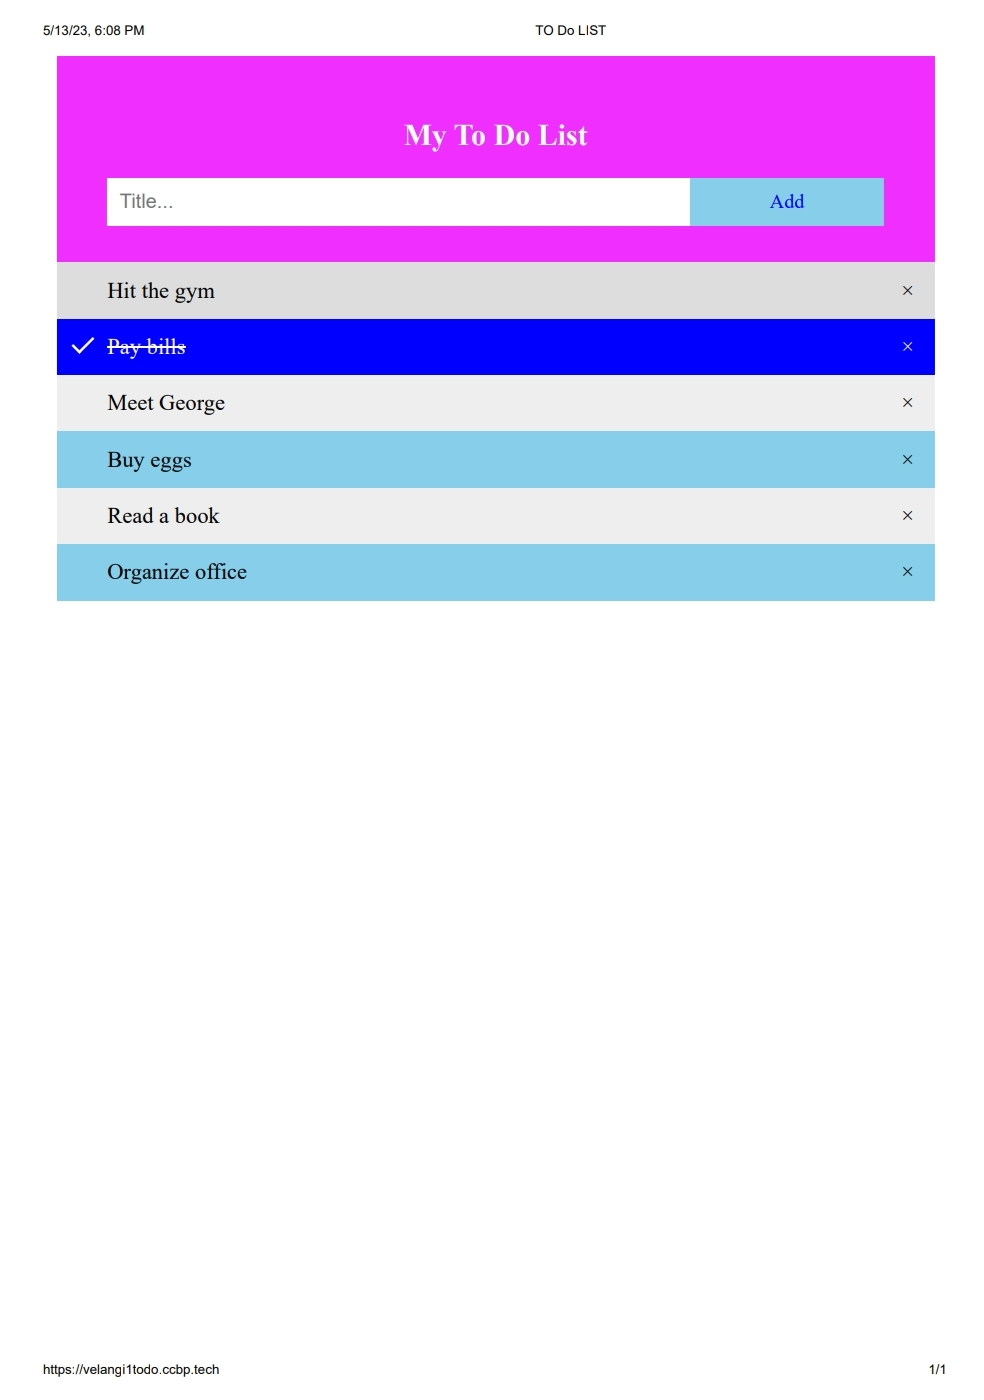 5/13/23, 6:08 PM TO Do LIST
My To Do List
Title... Add
Hit the gym ×
✓ Pay bills ×
Meet George ×
Buy eggs ×
Read a book ×
Organize office ×
https://velangi1todo.ccbp.tech 1/1